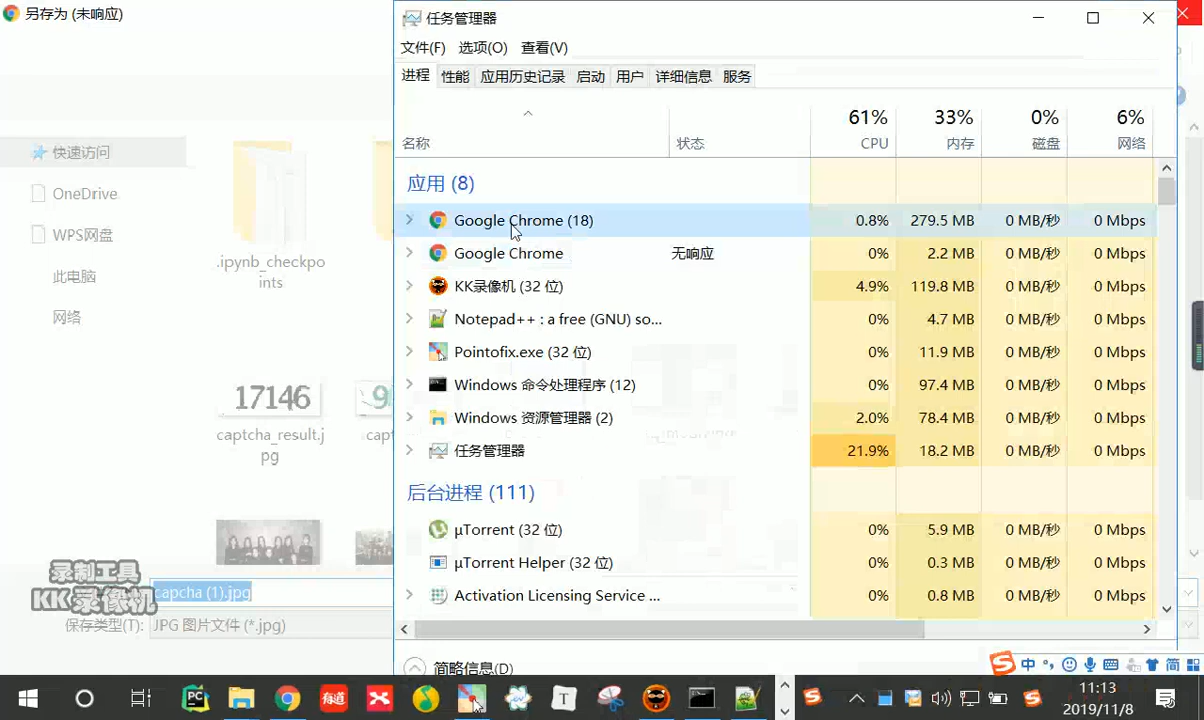 另存为 (未响应)
任务管理器
文件(F) 选项(O) 查看(V)
进程 性能 应用历史记录 启动 用户 详细信息 服务
61% 33% 0% 6%
名称 状态 CPU 内存 磁盘 网络
应用 (8)
Google Chrome (18) 0.8% 279.5 MB 0 MB/秒 0 Mbps
Google Chrome 无响应 0% 2.2 MB 0 MB/秒 0 Mbps
KK录像机 (32 位) 4.9% 119.8 MB 0 MB/秒 0 Mbps
Notepad++ : a free (GNU) so... 0% 4.7 MB 0 MB/秒 0 Mbps
Pointofix.exe (32 位) 0% 11.9 MB 0 MB/秒 0 Mbps
Windows 命令处理程序 (12) 0% 97.4 MB 0 MB/秒 0 Mbps
Windows 资源管理器 (2) 2.0% 78.4 MB 0 MB/秒 0 Mbps
任务管理器 21.9% 18.2 MB 0 MB/秒 0 Mbps
后台进程 (111)
µTorrent (32 位) 0% 5.9 MB 0 MB/秒 0 Mbps
µTorrent Helper (32 位) 0% 0.3 MB 0 MB/秒 0 Mbps
Activation Licensing Service ... 0% 0.8 MB 0 MB/秒 0 Mbps
简略信息(D)
快速访问
OneDrive
WPS网盘
此电脑
网络
.ipynb_checkpo
ints
17146
captcha_result.j
pg
capt
录制工具
KK录像机
capcha (1).jpg
保存类型(T): JPG 图片文件 (*.jpg)
中 简
PC 有道 T
11:13
2019/11/8